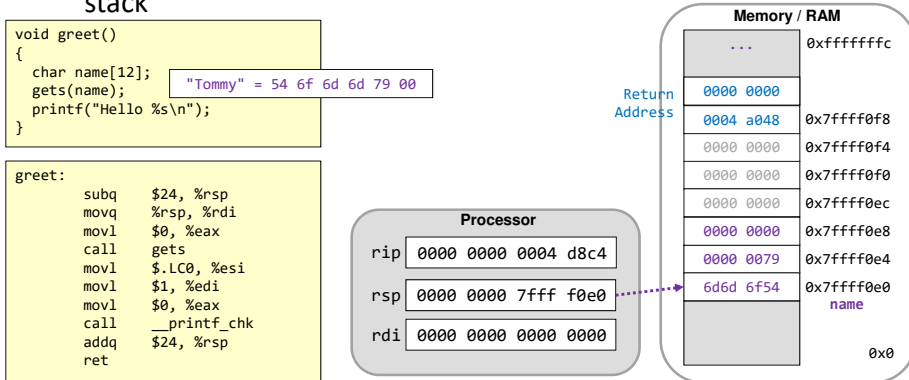 stack
void greet()
{
char name[12];
gets(name);
printf("Hello %s\n");
}
"Tommy" = 54 6f 6d 6d 79 00
greet:
subq $24, %rsp
movq %rsp, %rdi
movl $0, %eax
call gets
movl $.LC0, %esi
movl $1, %edi
movl $0, %eax
call __printf_chk
addq $24, %rsp
ret
Processor
rip 0000 0000 0004 d8c4
rsp 0000 0000 7fff f0e0
rdi 0000 0000 0000 0000
Memory / RAM
... 0xfffffffc
Return
Address
0000 0000
0004 a048 0x7ffff0f8
0000 0000 0x7ffff0f4
0000 0000 0x7ffff0f0
0000 0000 0x7ffff0ec
0000 0000 0x7ffff0e8
0000 0079 0x7ffff0e4
6d6d 6f54 0x7ffff0e0
name
0x0